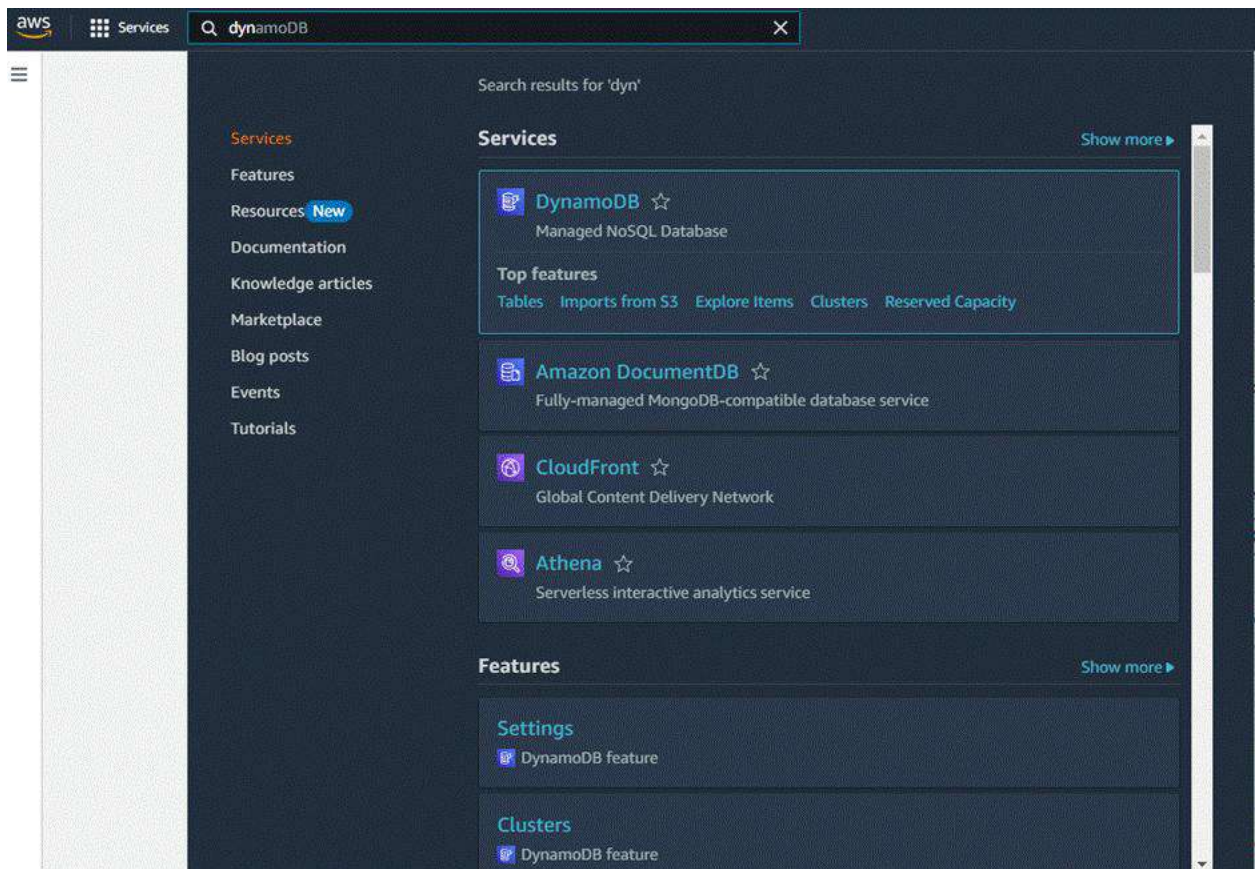 aws
Services
dynamoDB
Search results for 'dyn'
Services
Features
Resources New
Documentation
Knowledge articles
Marketplace
Blog posts
Events
Tutorials
Services
Show more
DynamoDB
Managed NoSQL Database
Top features
Tables Imports from S3 Explore Items Clusters Reserved Capacity
Amazon DocumentDB
Fully-managed MongoDB-compatible database service
CloudFront
Global Content Delivery Network
Athena
Serverless interactive analytics service
Features
Show more
Settings
DynamoDB feature
Clusters
DynamoDB feature